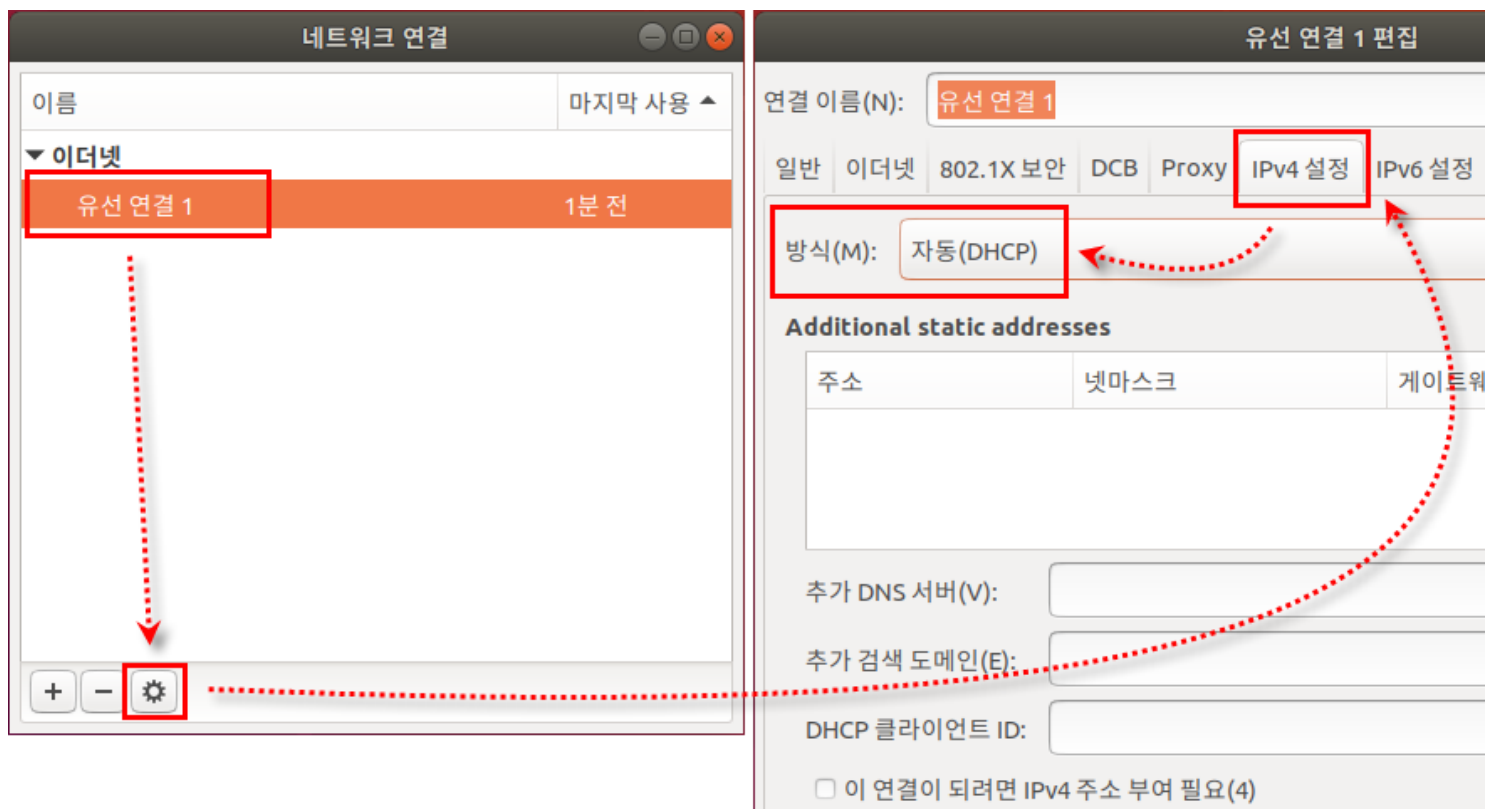 네트워크 연결
이름
마지막 사용
이더넷
유선 연결 1
1분 전
유선 연결 1 편집
연결 이름(N):
유선 연결 1
일반 이더넷 802.1X 보안 DCB Proxy IPv4 설정 IPv6 설정
방식(M): 자동(DHCP)
Additional static addresses
주소 넷마스크 게이트웨
추가 DNS 서버(V):
추가 검색 도메인(E):
DHCP 클라이언트 ID:
이 연결이 되려면 IPv4 주소 부여 필요(4)